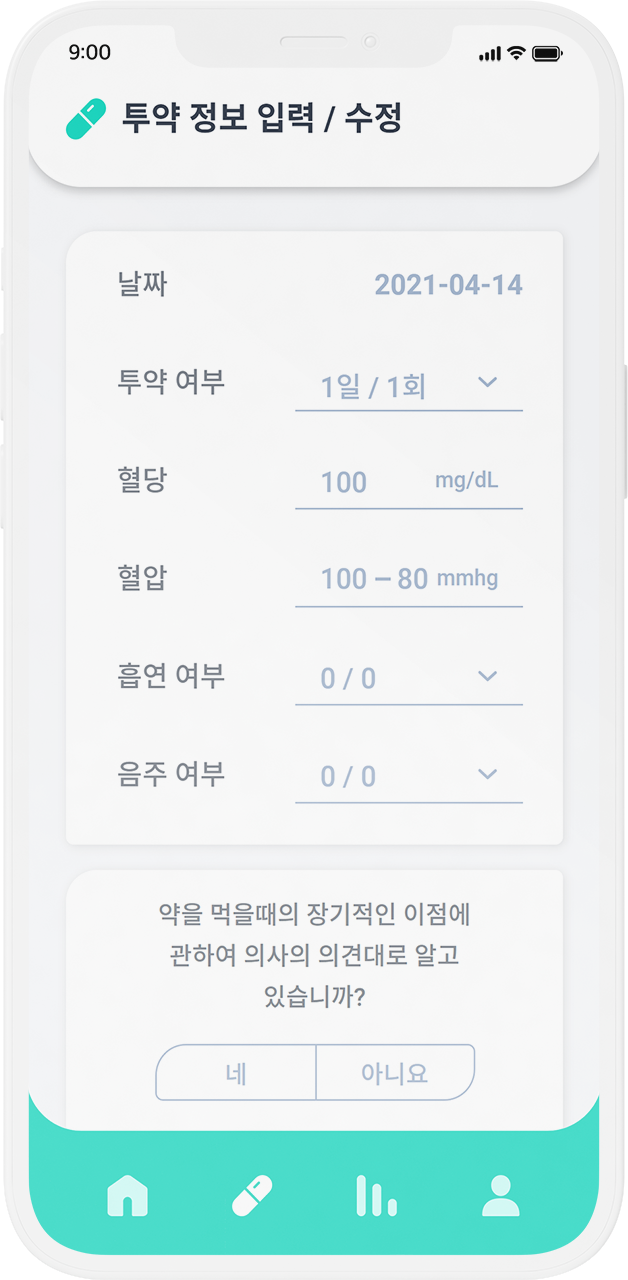 9:00
투약 정보 입력 / 수정
날짜 2021-04-14
투약 여부 1일 / 1회
혈당 100 mg/dL
혈압 100 – 80 mmhg
흡연 여부 0 / 0
음주 여부 0 / 0
약을 먹을때의 장기적인 이점에
관하여 의사의 의견대로 알고
있습니까?
네 아니요